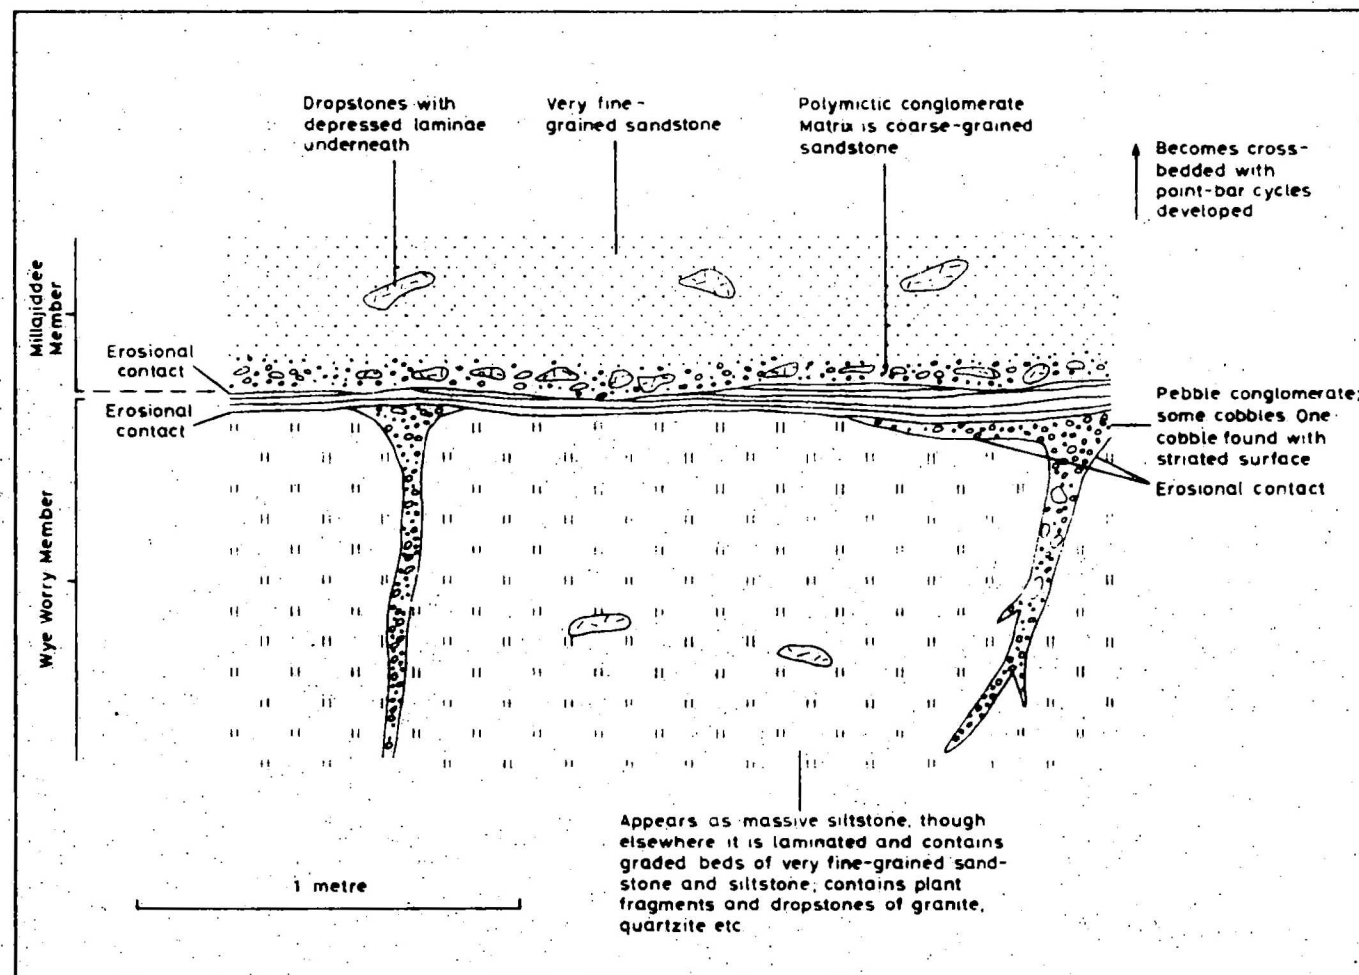 Dropstones with
depressed laminae
underneath
Very fine-
grained sandstone
Polymictic conglomerate
Matrix is coarse-grained
sandstone
Becomes cross-
bedded with
point-bar cycles
developed
Millajiddee
Member
Erosional
contact
Erosional
contact
Pebble conglomerate;
some cobbles. One
cobble found with
striated surface
Erosional contact
Wye Worry Member
Appears as massive siltstone, though
elsewhere it is laminated and contains
graded beds of very fine-grained sand-
stone and siltstone; contains plant
fragments and dropstones of granite,
quartzite etc
1 metre